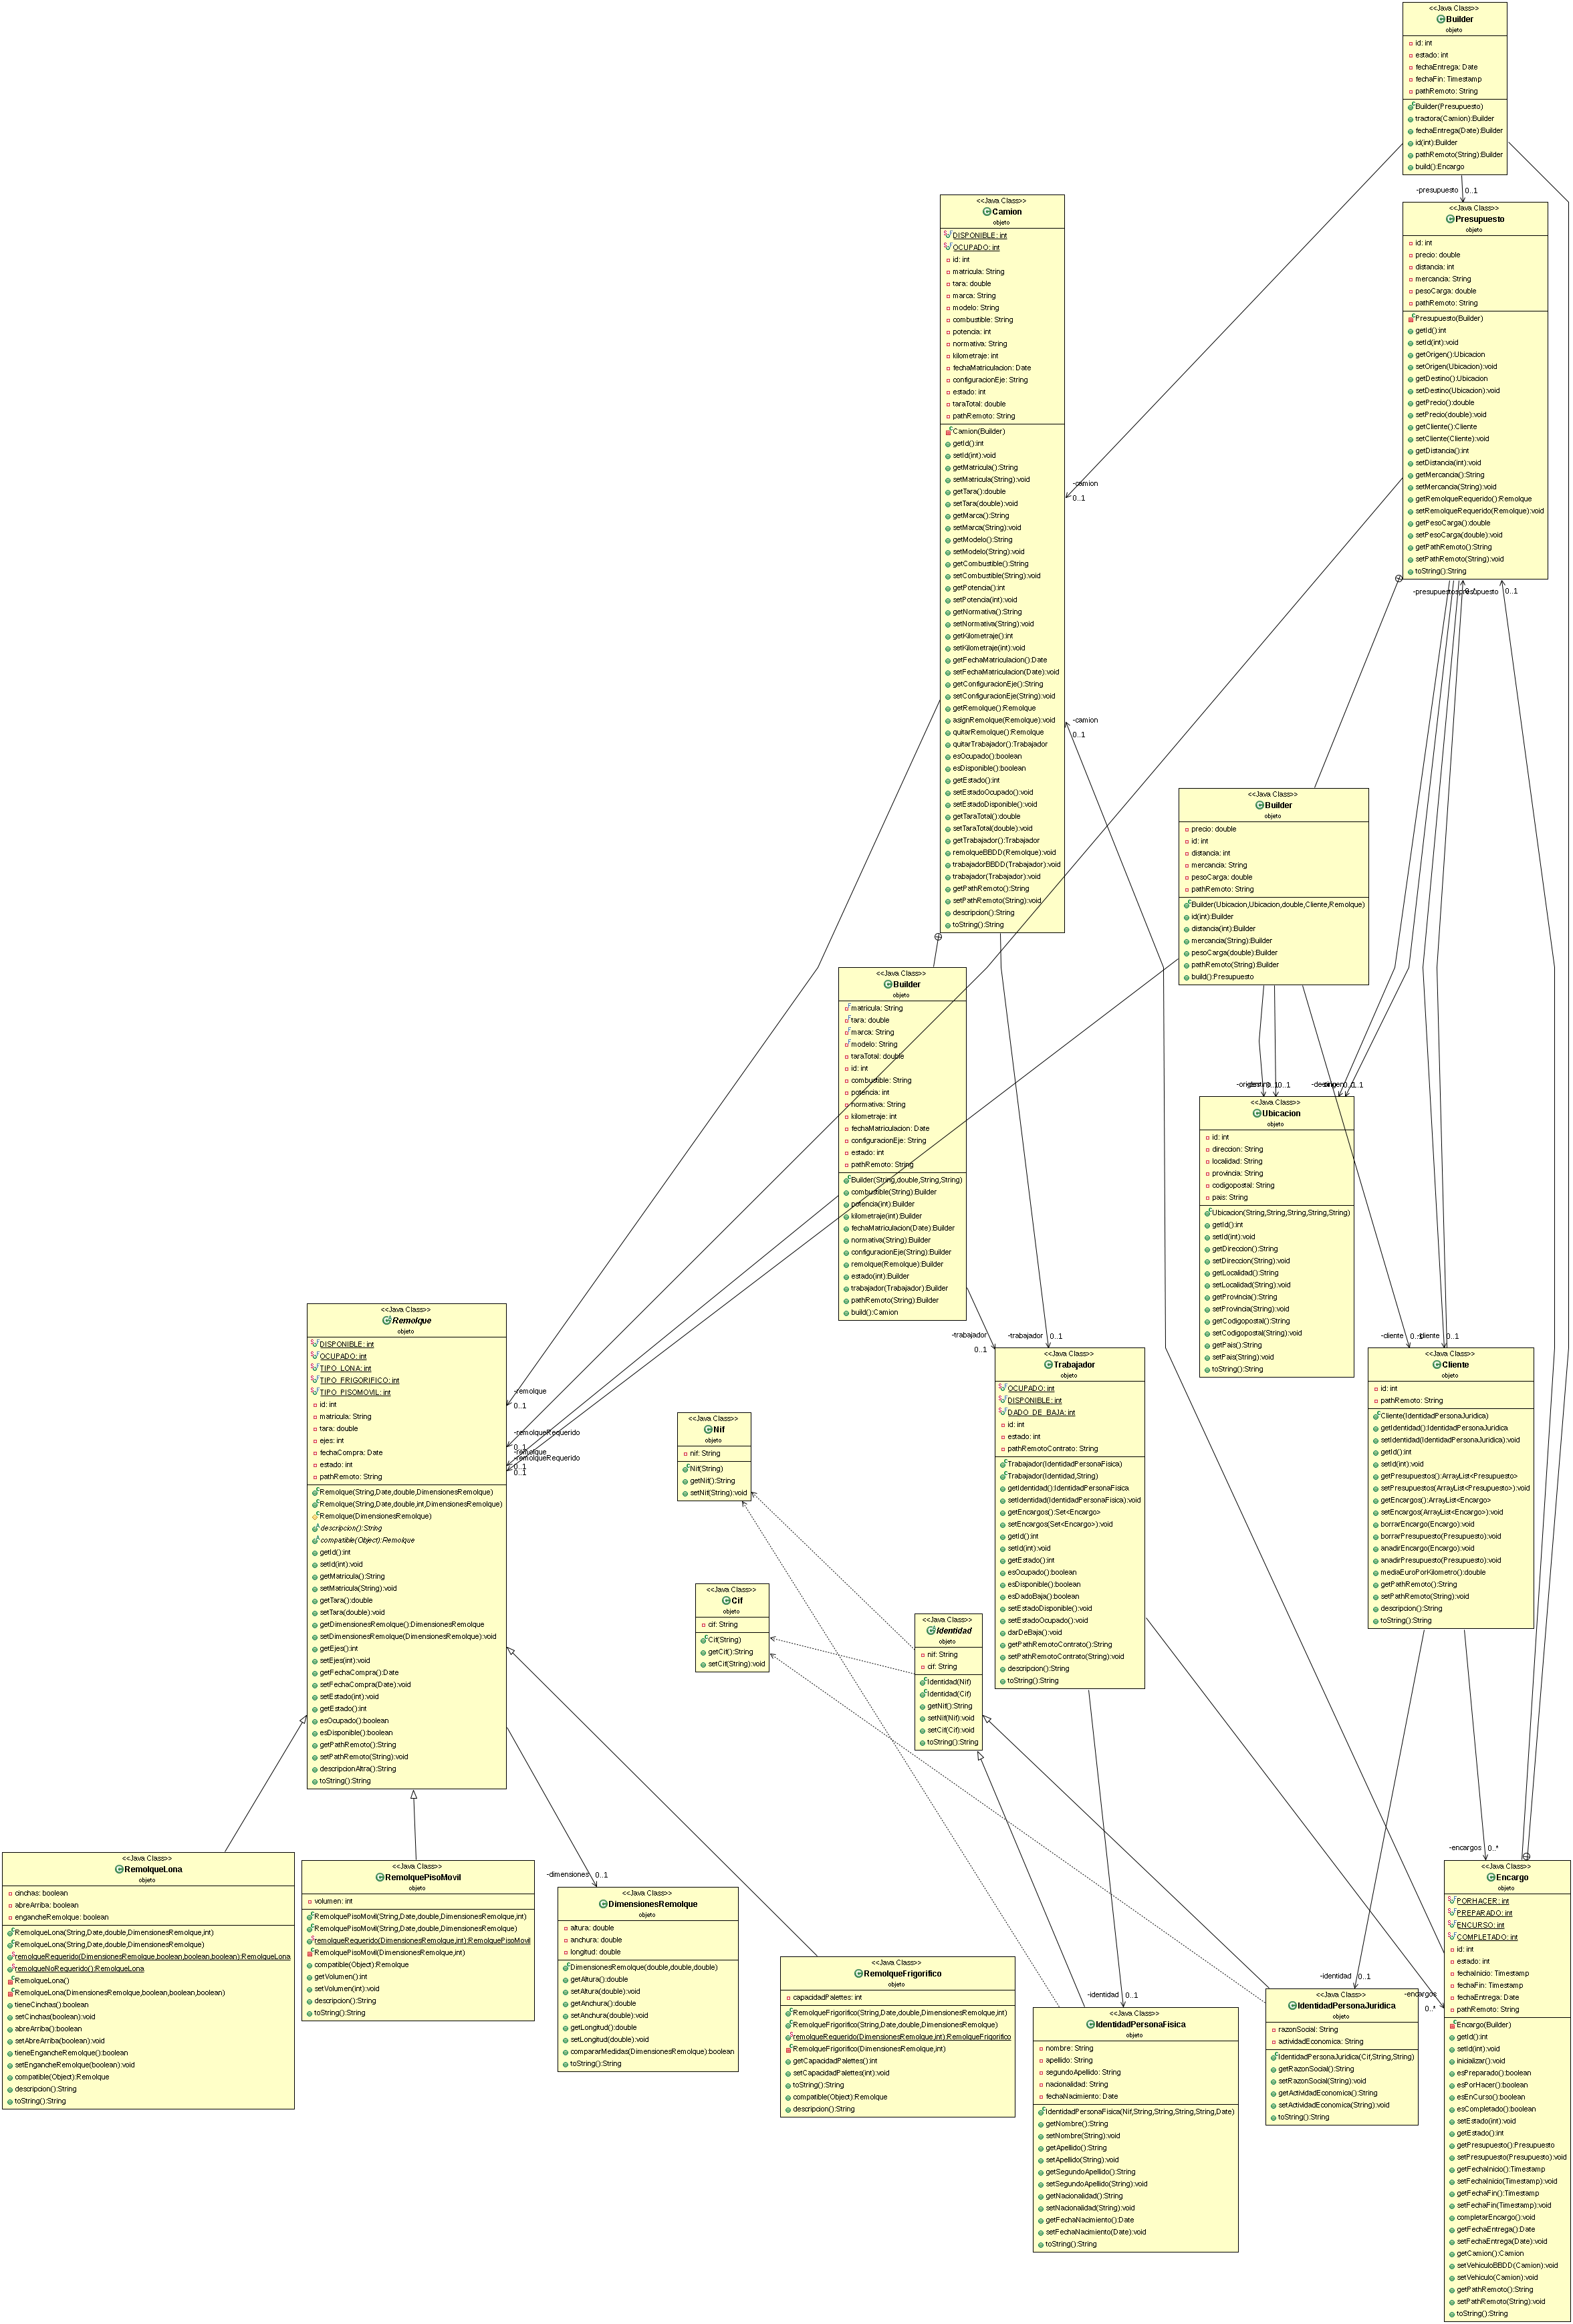 <<Java Class>>
Builder
objeto
id: int
estado: int
fechaEntrega: Date
fechaFin: Timestamp
pathRemoto: String
Builder(Presupuesto)
tractora(Camion):Builder
fechaEntrega(Date):Builder
id(int):Builder
pathRemoto(String):Builder
build():Encargo
-presupuesto 0..1
<<Java Class>>
Camion
objeto
DISPONIBLE: int
OCUPADO: int
id: int
matricula: String
tara: double
marca: String
modelo: String
combustible: String
potencia: int
normativa: String
kilometraje: int
fechaMatriculacion: Date
configuracionEje: String
estado: int
taraTotal: double
pathRemoto: String
Camion(Builder)
getId():int
setId(int):void
getMatricula():String
setMatricula(String):void
getTara():double
setTara(double):void
getMarca():String
setMarca(String):void
getModelo():String
setModelo(String):void
getCombustible():String
setCombustible(String):void
getPotencia():int
setPotencia(int):void
getNormativa():String
setNormativa(String):void
getKilometraje():int
setKilometraje(int):void
getFechaMatriculacion():Date
setFechaMatriculacion(Date):void
getConfiguracionEje():String
setConfiguracionEje(String):void
getRemolque():Remolque
asignRemolque(Remolque):void
quitarRemolque():Remolque
quitarTrabajador():Trabajador
esOcupado():boolean
esDisponible():boolean
getEstado():int
setEstadoOcupado():void
setEstadoDisponible():void
getTaraTotal():double
setTaraTotal(double):void
getTrabajador():Trabajador
remolqueBBDD(Remolque):void
trabajadorBBDD(Trabajador):void
trabajador(Trabajador):void
getPathRemoto():String
setPathRemoto(String):void
descripcion():String
toString():String
-camion
0..1
-camion
0..1
<<Java Class>>
Presupuesto
objeto
id: int
precio: double
distancia: int
mercancia: String
pesoCarga: double
pathRemoto: String
Presupuesto(Builder)
getId():int
setId(int):void
getOrigen():Ubicacion
setOrigen(Ubicacion):void
getDestino():Ubicacion
setDestino(Ubicacion):void
getPrecio():double
setPrecio(double):void
getCliente():Cliente
setCliente(Cliente):void
getDistancia():int
setDistancia(int):void
getMercancia():String
setMercancia(String):void
getRemolqueRequerido():Remolque
setRemolqueRequerido(Remolque):void
getPesoCarga():double
setPesoCarga(double):void
getPathRemoto():String
setPathRemoto(String):void
toString():String
-presupuestos
presupuesto 0..1
<<Java Class>>
Builder
objeto
precio: double
id: int
distancia: int
mercancia: String
pesoCarga: double
pathRemoto: String
Builder(Ubicacion,Ubicacion,double,Cliente,Remolque)
id(int):Builder
distancia(int):Builder
mercancia(String):Builder
pesoCarga(double):Builder
pathRemoto(String):Builder
build():Presupuesto
<<Java Class>>
Builder
objeto
matricula: String
tara: double
marca: String
modelo: String
taraTotal: double
id: int
combustible: String
potencia: int
normativa: String
kilometraje: int
fechaMatriculacion: Date
configuracionEje: String
estado: int
pathRemoto: String
Builder(String,double,String,String)
combustible(String):Builder
potencia(int):Builder
kilometraje(int):Builder
fechaMatriculacion(Date):Builder
normativa(String):Builder
configuracionEje(String):Builder
remolque(Remolque):Builder
estado(int):Builder
trabajador(Trabajador):Builder
pathRemoto(String):Builder
build():Camion
<<Java Class>>
Ubicacion
objeto
id: int
direccion: String
localidad: String
provincia: String
codigopostal: String
pais: String
Ubicacion(String,String,String,String,String)
getId():int
setId(int):void
getDireccion():String
setDireccion(String):void
getLocalidad():String
setLocalidad(String):void
getProvincia():String
setProvincia(String):void
getCodigopostal():String
setCodigopostal(String):void
getPais():String
setPais(String):void
toString():String
<<Java Class>>
Remolque
objeto
DISPONIBLE: int
OCUPADO: int
TIPO_LONA: int
TIPO_FRIGORIFICO: int
TIPO_PISOMOVIL: int
id: int
matricula: String
tara: double
ejes: int
fechaCompra: Date
estado: int
pathRemoto: String
Remolque(String,Date,double,DimensionesRemolque)
Remolque(String,Date,double,int,DimensionesRemolque)
Remolque(DimensionesRemolque)
descripcion():String
compatible(Object):Remolque
getId():int
setId(int):void
getMatricula():String
setMatricula(String):void
getTara():double
setTara(double):void
getDimensionesRemolque():DimensionesRemolque
setDimensionesRemolque(DimensionesRemolque):void
getEjes():int
setEjes(int):void
getFechaCompra():Date
setFechaCompra(Date):void
setEstado(int):void
getEstado():int
esOcupado():boolean
esDisponible():boolean
getPathRemoto():String
setPathRemoto(String):void
descripcionAltra():String
toString():String
-remolque
0..1
-remolqueRequerido
0..1
-remolque
-remolqueRequerido
0..1
0..1
-trabajador
0..1
-trabajador 0..1
<<Java Class>>
Trabajador
objeto
OCUPADO: int
DISPONIBLE: int
DADO_DE_BAJA: int
id: int
estado: int
pathRemotoContrato: String
Trabajador(IdentidadPersonaFisica)
Trabajador(Identidad,String)
getIdentidad():IdentidadPersonaFisica
setIdentidad(IdentidadPersonaFisica):void
getEncargos():Set<Encargo>
setEncargos(Set<Encargo>):void
getId():int
setId(int):void
getEstado():int
esOcupado():boolean
esDisponible():boolean
esDadoBaja():boolean
setEstadoDisponible():void
setEstadoOcupado():void
darDeBaja():void
getPathRemotoContrato():String
setPathRemotoContrato(String):void
descripcion():String
toString():String
-cliente
0..1
<<Java Class>>
Cliente
objeto
id: int
pathRemoto: String
Cliente(IdentidadPersonaJuridica)
getIdentidad():IdentidadPersonaJuridica
setIdentidad(IdentidadPersonaJuridica):void
getId():int
setId(int):void
getPresupuestos():ArrayList<Presupuesto>
setPresupuestos(ArrayList<Presupuesto>):void
getEncargos():ArrayList<Encargo>
setEncargos(ArrayList<Encargo>):void
borrarEncargo(Encargo):void
borrarPresupuesto(Presupuesto):void
anadirEncargo(Encargo):void
anadirPresupuesto(Presupuesto):void
mediaEuroPorKilometro():double
getPathRemoto():String
setPathRemoto(String):void
descripcion():String
toString():String
<<Java Class>>
Nif
objeto
nif: String
Nif(String)
getNif():String
setNif(String):void
<<Java Class>>
Cif
objeto
cif: String
Cif(String)
getCif():String
setCif(String):void
<<Java Class>>
Identidad
objeto
nif: String
cif: String
Identidad(Nif)
Identidad(Cif)
getNif():String
setNif(Nif):void
setCif(Cif):void
toString():String
<<Java Class>>
RemolqueLona
objeto
cinchas: boolean
abreArriba: boolean
engancheRemolque: boolean
RemolqueLona(String,Date,double,DimensionesRemolque,int)
RemolqueLona(String,Date,double,DimensionesRemolque)
remolqueRequerido(DimensionesRemolque,boolean,boolean,boolean):RemolqueLona
remolqueNoRequerido():RemolqueLona
RemolqueLona()
RemolqueLona(DimensionesRemolque,boolean,boolean,boolean)
tieneCinchas():boolean
setCinchas(boolean):void
abreArriba():boolean
setAbreArriba(boolean):void
tieneEngancheRemolque():boolean
setEngancheRemolque(boolean):void
compatible(Object):Remolque
descripcion():String
toString():String
<<Java Class>>
RemolquePisoMovil
objeto
volumen: int
RemolquePisoMovil(String,Date,double,DimensionesRemolque,int)
RemolquePisoMovil(String,Date,double,DimensionesRemolque)
remolqueRequerido(DimensionesRemolque,int):RemolquePisoMovil
RemolquePisoMovil(DimensionesRemolque,int)
compatible(Object):Remolque
getVolumen():int
setVolumen(int):void
descripcion():String
toString():String
-dimensiones 0..1
<<Java Class>>
DimensionesRemolque
objeto
altura: double
anchura: double
longitud: double
DimensionesRemolque(double,double,double)
getAltura():double
setAltura(double):void
getAnchura():double
setAnchura(double):void
getLongitud():double
setLongitud(double):void
compararMedidas(DimensionesRemolque):boolean
toString():String
<<Java Class>>
RemolqueFrigorifico
objeto
capacidadPalettes: int
RemolqueFrigorifico(String,Date,double,DimensionesRemolque,int)
RemolqueFrigorifico(String,Date,double,DimensionesRemolque)
remolqueRequerido(DimensionesRemolque,int):RemolqueFrigorifico
RemolqueFrigorifico(DimensionesRemolque,int)
getCapacidadPalettes():int
setCapacidadPalettes(int):void
toString():String
compatible(Object):Remolque
descripcion():String
-identidad 0..1
<<Java Class>>
IdentidadPersonaFisica
objeto
nombre: String
apellido: String
segundoApellido: String
nacionalidad: String
fechaNacimiento: Date
IdentidadPersonaFisica(Nif,String,String,String,String,Date)
getNombre():String
setNombre(String):void
getApellido():String
setApellido(String):void
getSegundoApellido():String
setSegundoApellido(String):void
getNacionalidad():String
setNacionalidad(String):void
getFechaNacimiento():Date
setFechaNacimiento(Date):void
toString():String
-identidad 0..1
<<Java Class>>
IdentidadPersonaJuridica
objeto
razonSocial: String
actividadEconomica: String
IdentidadPersonaJuridica(Cif,String,String)
getRazonSocial():String
setRazonSocial(String):void
getActividadEconomica():String
setActividadEconomica(String):void
toString():String
-encargos 0..*
-encargos
0..*
<<Java Class>>
Encargo
objeto
PORHACER: int
PREPARADO: int
ENCURSO: int
COMPLETADO: int
id: int
estado: int
fechaInicio: Timestamp
fechaFin: Timestamp
fechaEntrega: Date
pathRemoto: String
Encargo(Builder)
getId():int
setId(int):void
inicializar():void
esPreparado():boolean
esPorHacer():boolean
esEnCurso():boolean
esCompletado():boolean
setEstado(int):void
getEstado():int
getPresupuesto():Presupuesto
setPresupuesto(Presupuesto):void
getFechaInicio():Timestamp
setFechaInicio(Timestamp):void
getFechaFin():Timestamp
setFechaFin(Timestamp):void
completarEncargo():void
getFechaEntrega():Date
setFechaEntrega(Date):void
getCamion():Camion
setVehiculoBBDD(Camion):void
setVehiculo(Camion):void
getPathRemoto():String
setPathRemoto(String):void
toString():String